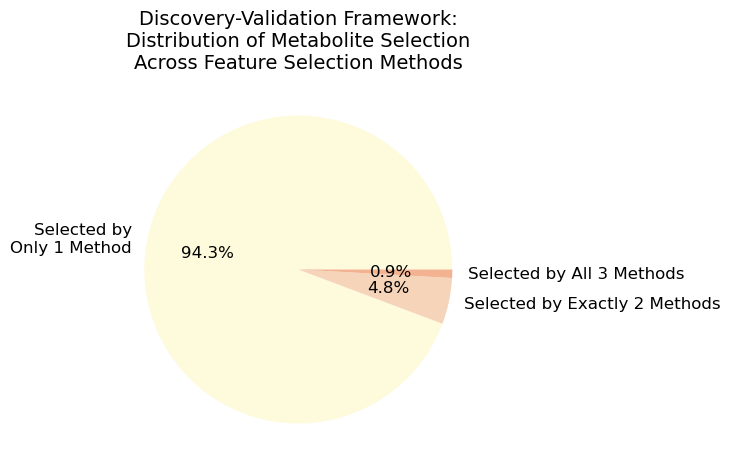 Discovery-Validation Framework:
Distribution of Metabolite Selection
Across Feature Selection Methods
Selected by
Only 1 Method
94.3%
0.9%
Selected by All 3 Methods
4.8%
Selected by Exactly 2 Methods